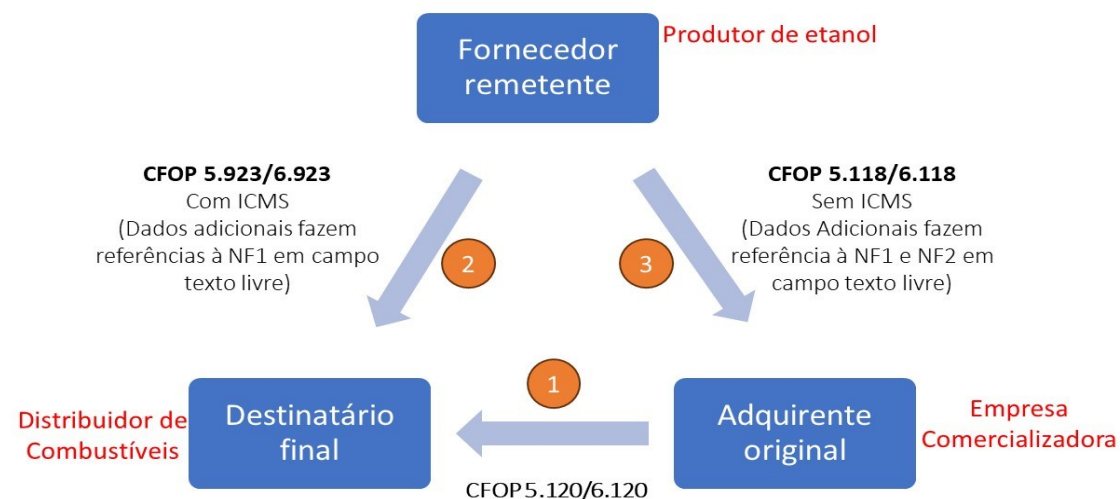 Fornecedor
remetente
Produtor de etanol
CFOP 5.923/6.923
Com ICMS
(Dados adicionais fazem
referências à NF1 em campo
texto livre)
CFOP 5.118/6.118
Sem ICMS
(Dados Adicionais fazem
referência à NF1 e NF2 em
campo texto livre)
2
3
1
Distribuidor de
Combustíveis
Destinatário
final
Adquirente
original
Empresa
Comercializadora
CFOP 5.120/6.120